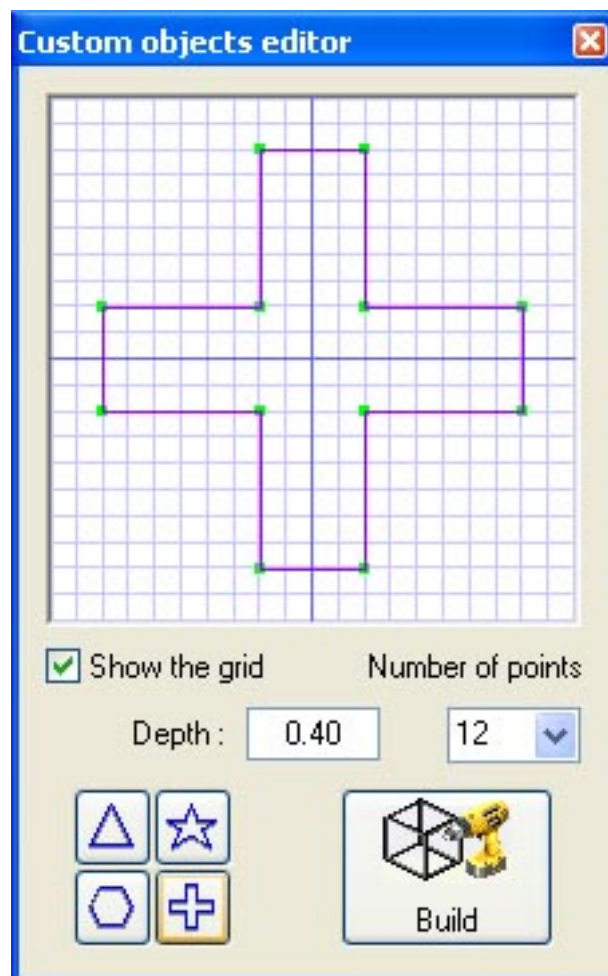 Custom objects editor
Show the grid
Number of points
Depth :
0.40
12
Build